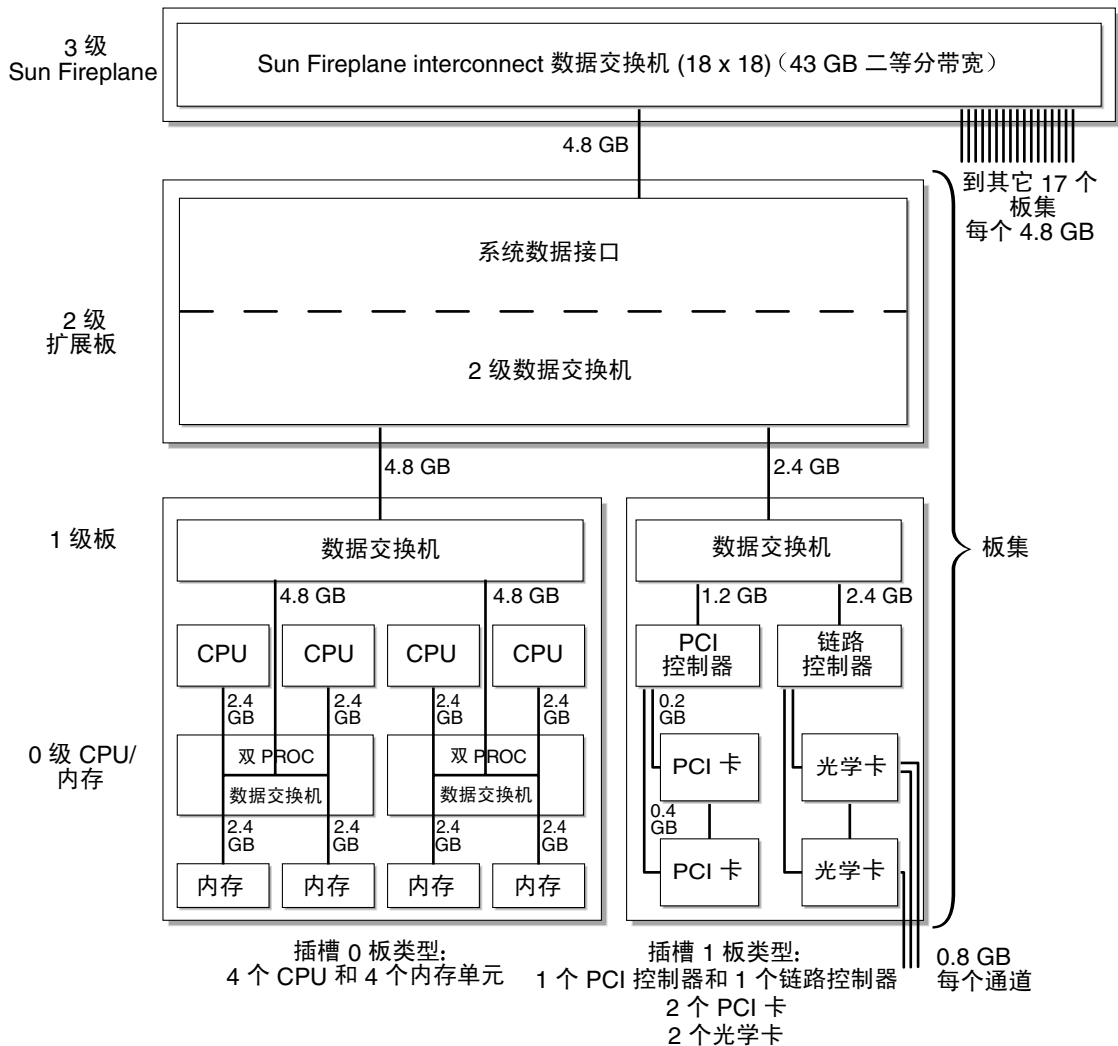 3 级
Sun Fireplane
Sun Fireplane interconnect 数据交换机 (18 x 18)（43 GB 二等分带宽）
4.8 GB
到其它 17 个
板集
每个 4.8 GB
系统数据接口
2 级
扩展板
2 级数据交换机
4.8 GB
2.4 GB
1 级板
数据交换机
数据交换机
板集
4.8 GB
4.8 GB
1.2 GB
2.4 GB
CPU
CPU
CPU
CPU
PCI
控制器
链路
控制器
2.4
GB
2.4
GB
2.4
GB
2.4
GB
0.2
GB
0 级 CPU/
内存
双 PROC
数据交换机
双 PROC
数据交换机
PCI 卡
光学卡
2.4
GB
2.4
GB
2.4
GB
2.4
GB
0.4
GB
内存
内存
内存
内存
PCI 卡
光学卡
插槽 0 板类型:
4 个 CPU 和 4 个内存单元
插槽 1 板类型:
1 个 PCI 控制器和 1 个链路控制器
2 个 PCI 卡
2 个光学卡
0.8 GB
每个通道